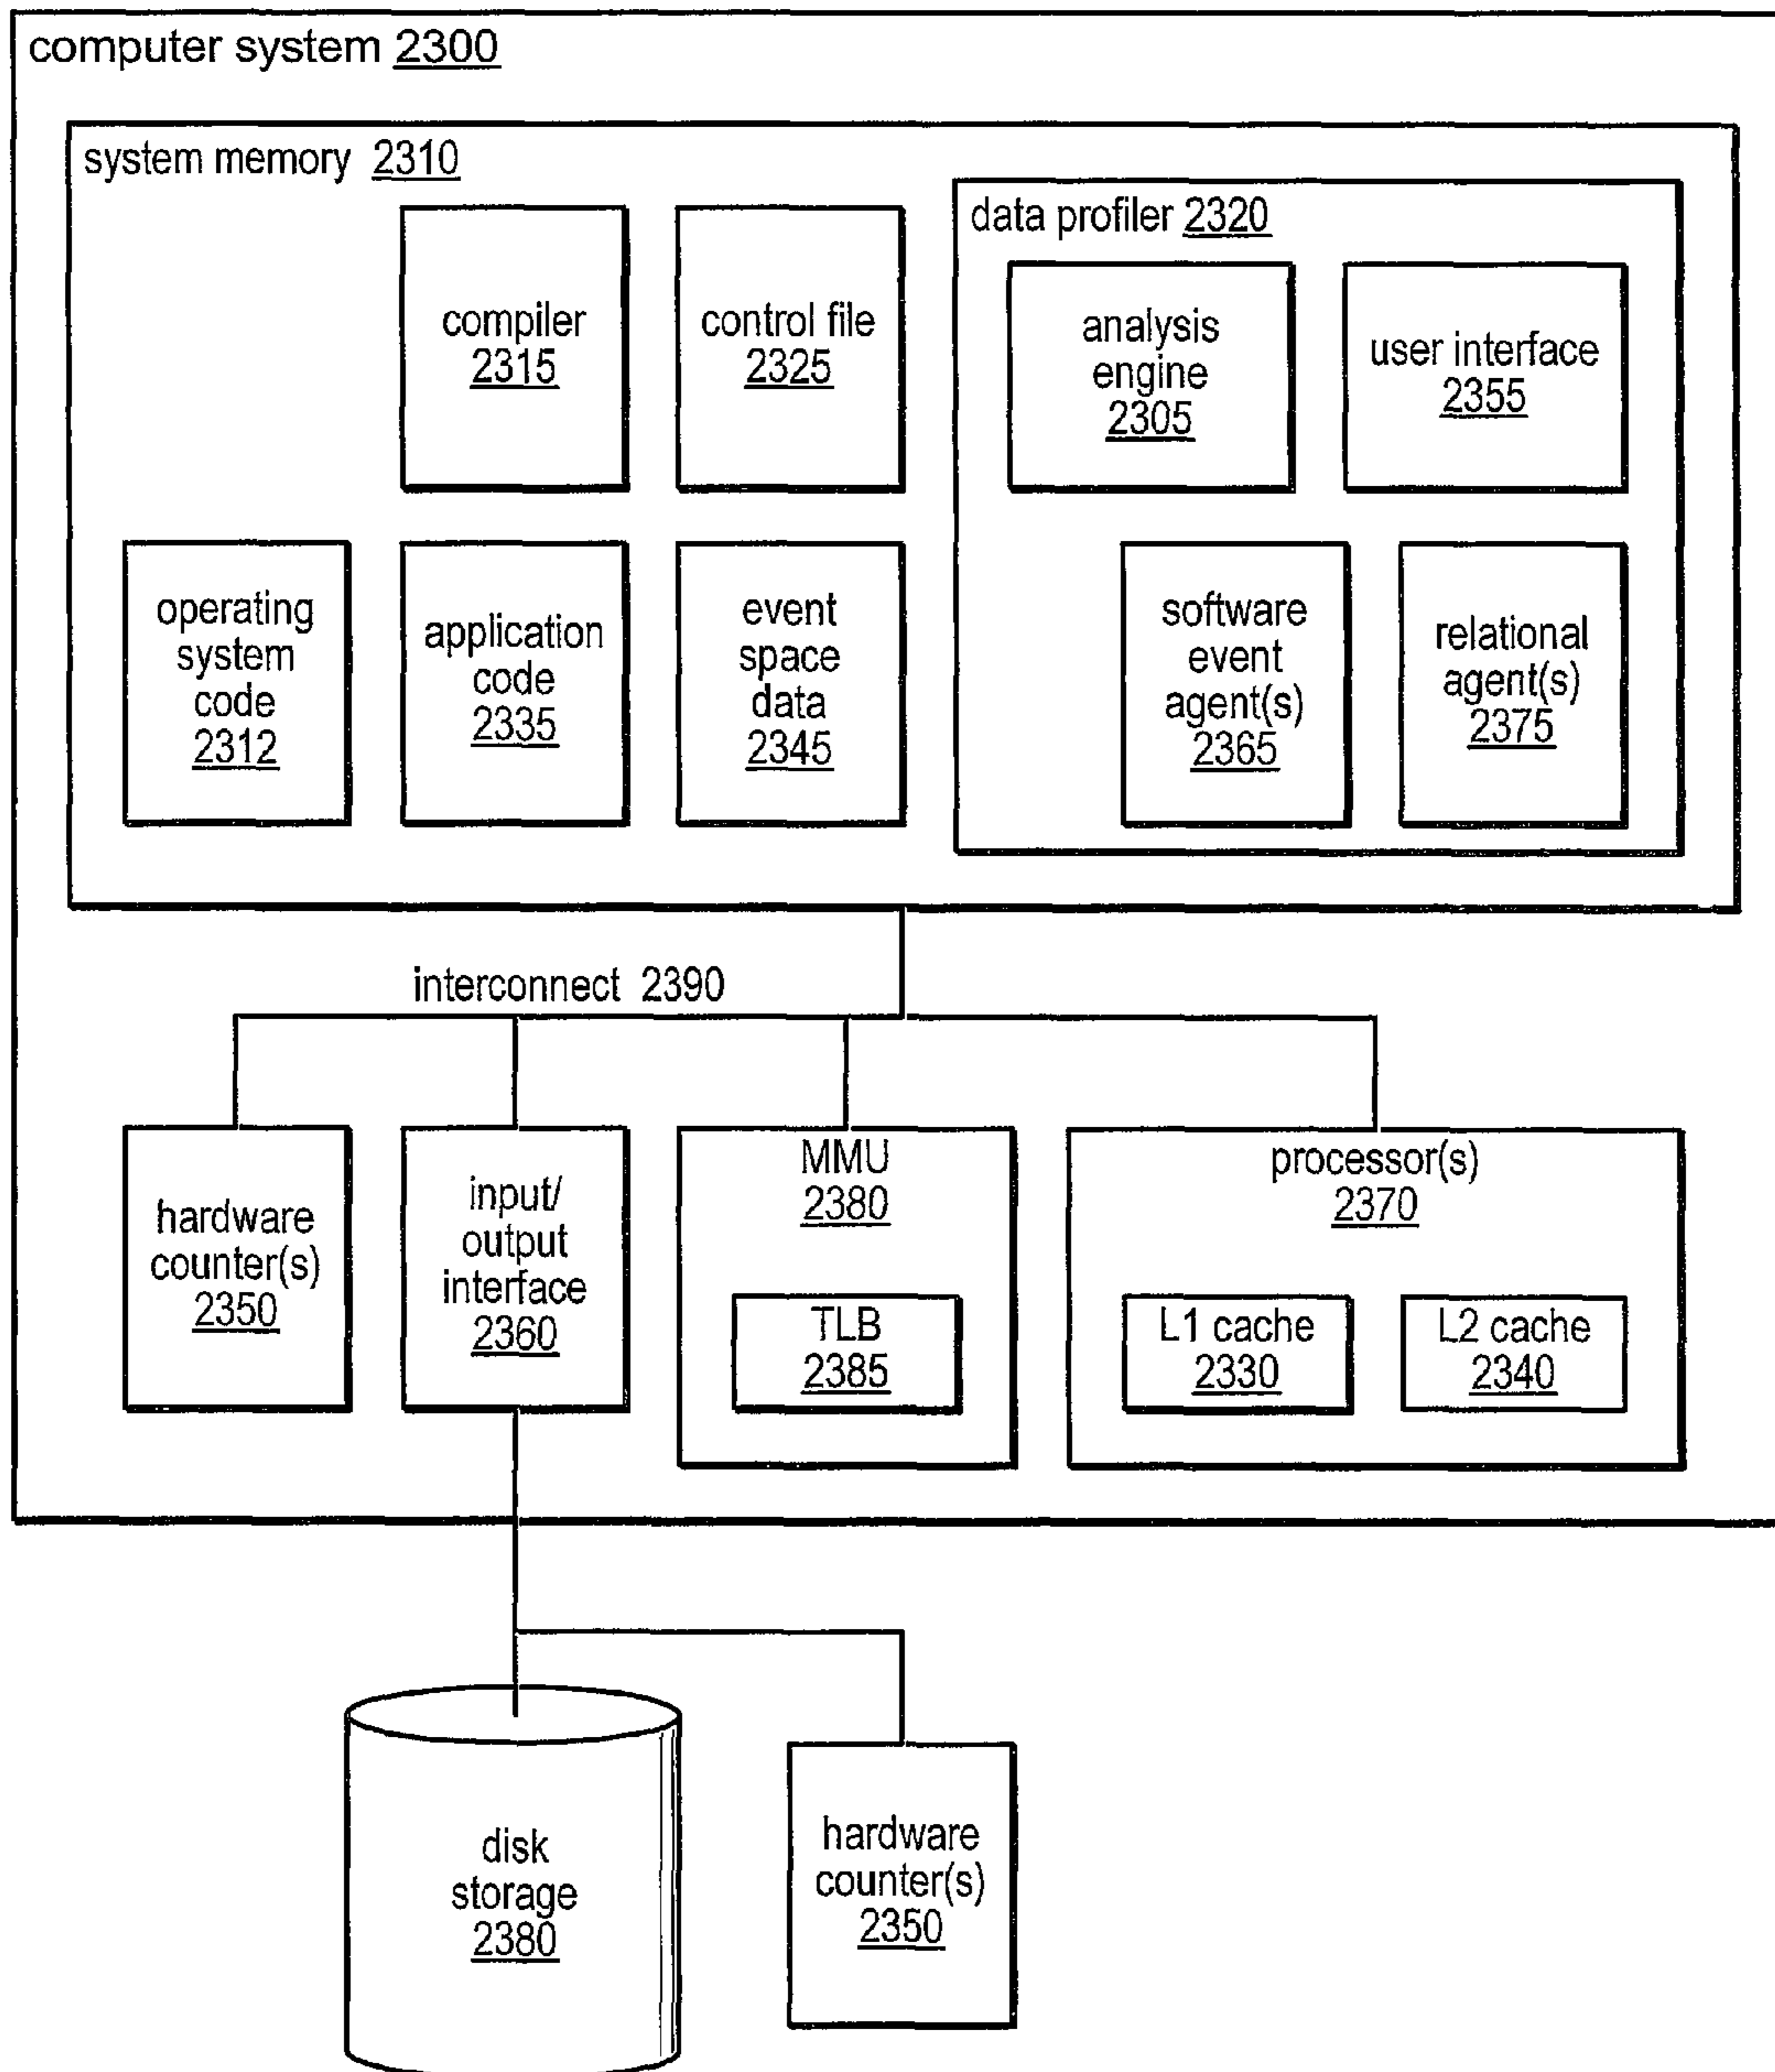 computer system 2300
system memory 2310
compiler
2315
control file
2325
data profiler 2320
analysis
engine
2305
user interface
2355
operating
system
code
2312
application
code
2335
event
space
data
2345
software
event
agent(s)
2365
relational
agent(s)
2375
interconnect 2390
hardware
counter(s)
2350
input/
output
interface
2360
MMU
2380
TLB
2385
processor(s)
2370
L1 cache
2330
L2 cache
2340
disk
storage
2380
hardware
counter(s)
2350